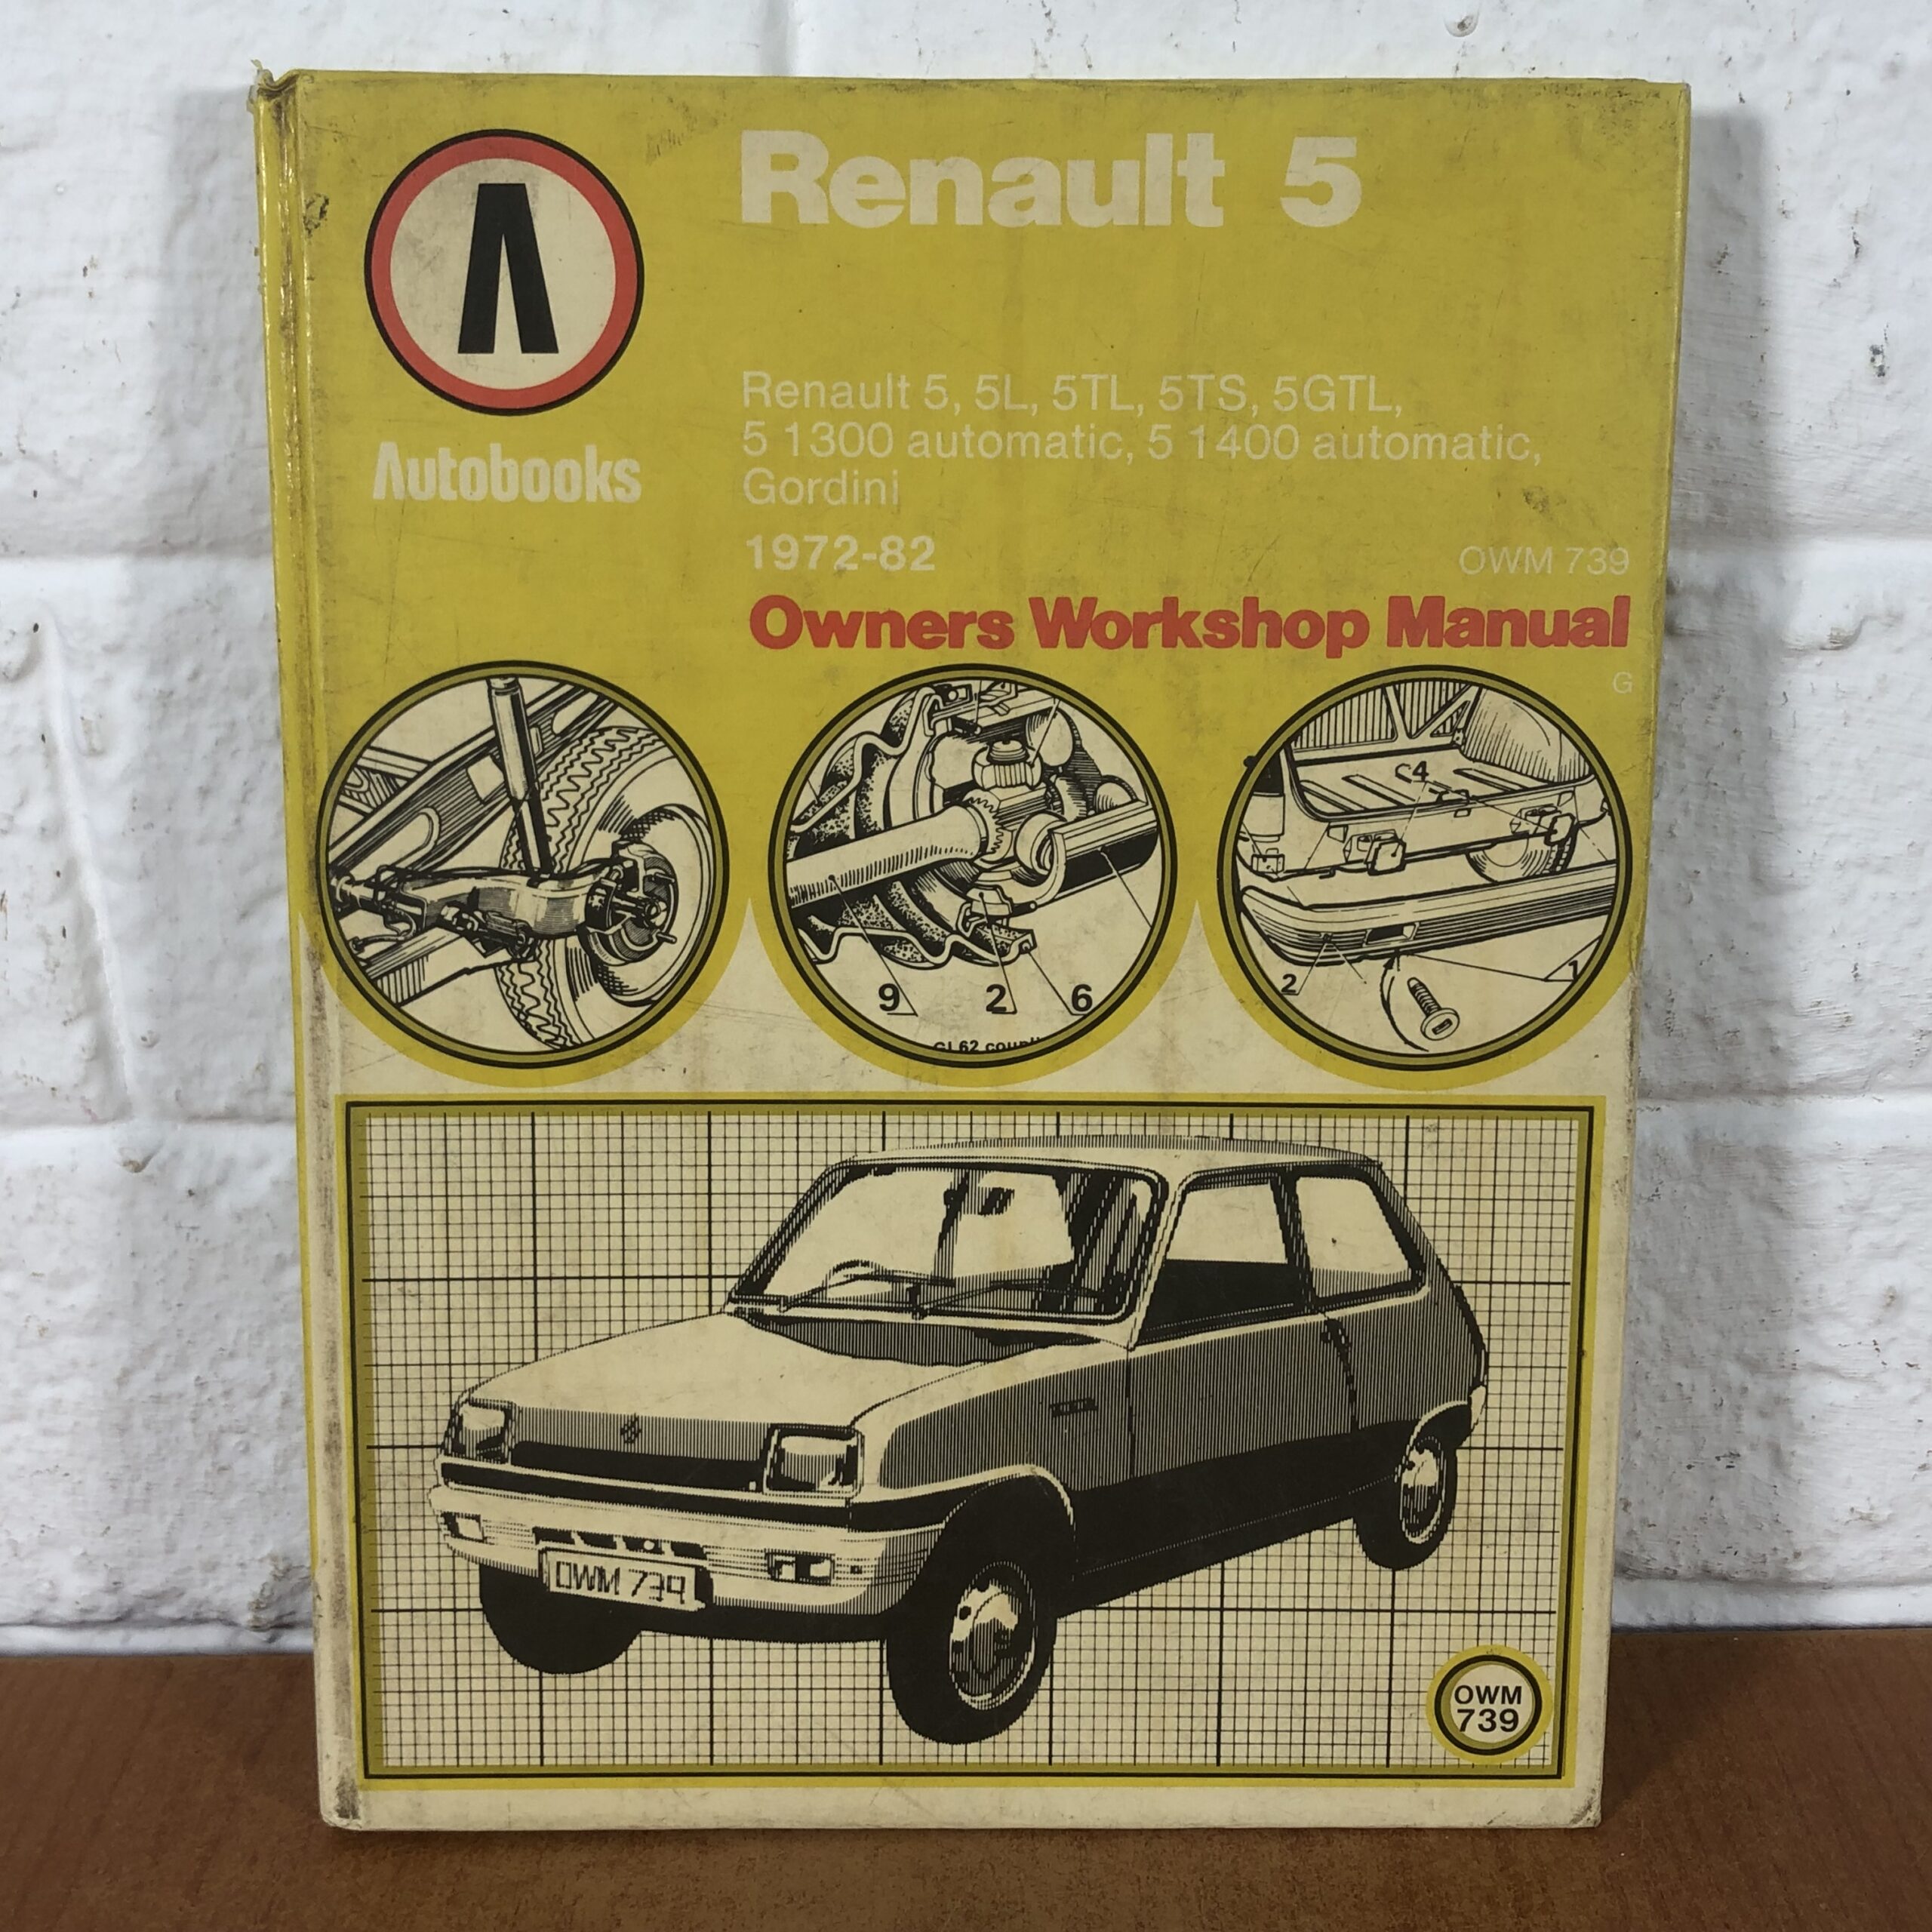 Renault 5
Autobooks
Renault 5, 5L, 5TL, 5TS, 5GTL,
5 1300 automatic, 5 1400 automatic,
Gordini
1972-82
OWM 739
Owners Workshop Manual
G
9 2 6
4
2
1
OWM 739
OWM
739